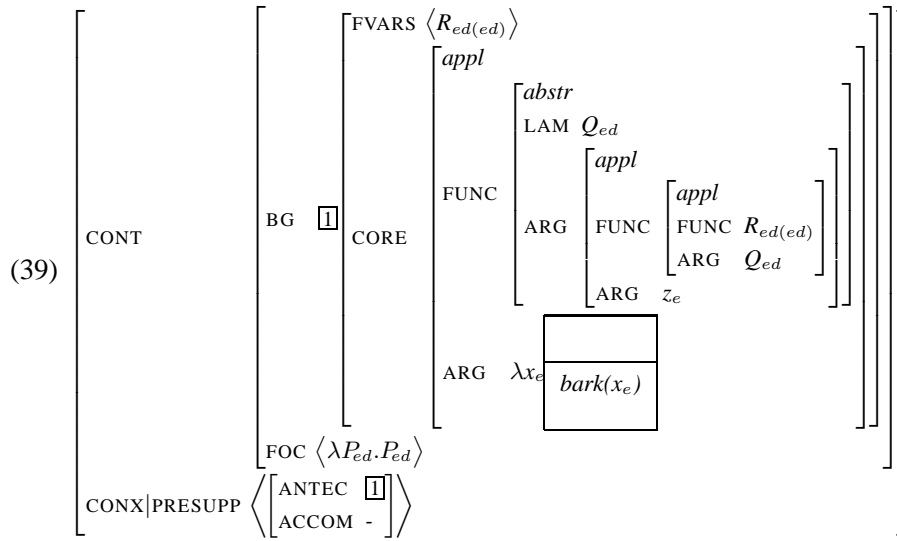 FVARS ⟨R_ed(ed)⟩
appl
abstr
LAM Q_ed
appl
appl
FUNC
FUNC R_ed(ed)
BG 1
ARG
FUNC
CONT
CORE
ARG Q_ed
(39)
ARG z_e
ARG λx_e
bark(x_e)
FOC ⟨λP_ed.P_ed⟩
ANTEC 1
CONX|PRESUPP
ACCOM -